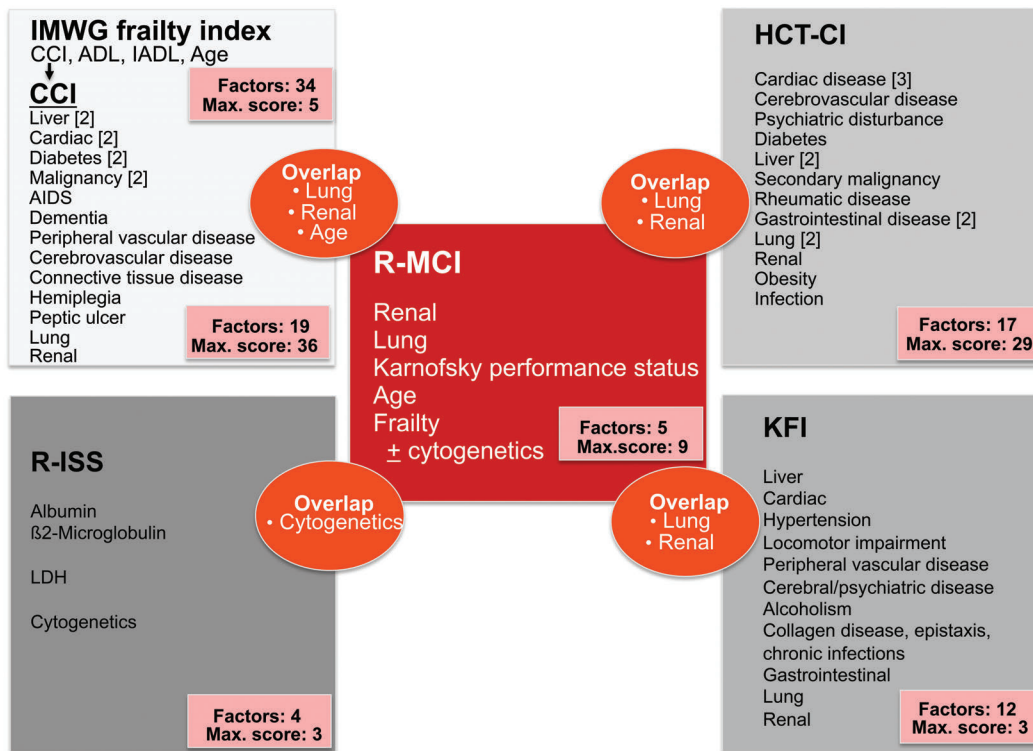 IMWG frailty index
CCI, ADL, IADL, Age
Factors: 34
Max. score: 5
CCI
Liver [2]
Cardiac [2]
Diabetes [2]
Malignancy [2]
AIDS
Dementia
Peripheral vascular disease
Cerebrovascular disease
Connective tissue disease
Hemiplegia
Peptic ulcer
Lung
Renal
Factors: 19
Max. score: 36
Overlap
• Lung
• Renal
• Age
HCT-CI
Cardiac disease [3]
Cerebrovascular disease
Psychiatric disturbance
Diabetes
Liver [2]
Secondary malignancy
Rheumatic disease
Gastrointestinal disease [2]
Lung [2]
Renal
Obesity
Infection
Factors: 17
Max. score: 29
Overlap
• Lung
• Renal
R-MCI
Renal
Lung
Karnofsky performance status
Age
Frailty
± cytogenetics
Factors: 5
Max.score: 9
R-ISS
Albumin
ß2-Microglobulin
LDH
Cytogenetics
Factors: 4
Max. score: 3
Overlap
• Cytogenetics
Overlap
• Lung
• Renal
KFI
Liver
Cardiac
Hypertension
Locomotor impairment
Peripheral vascular disease
Cerebral/psychiatric disease
Alcoholism
Collagen disease, epistaxis,
chronic infections
Gastrointestinal
Lung
Renal
Factors: 12
Max. score: 3